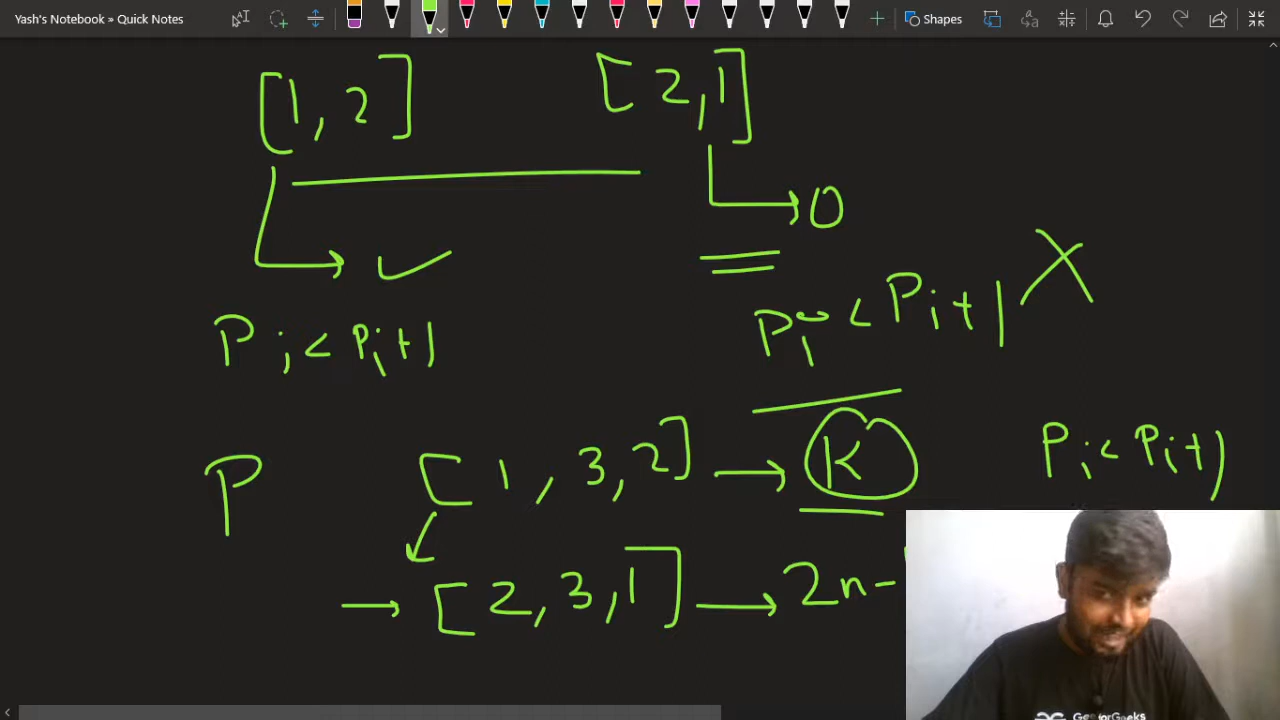 Yash's Notebook » Quick Notes
Shapes
[1, 2]
[2, 1]
0
Pi < Pi+1
Pi < Pi+1
P
[1, 3, 2] → K
Pi < Pi+1
→ [2, 3, 1] → 2n-